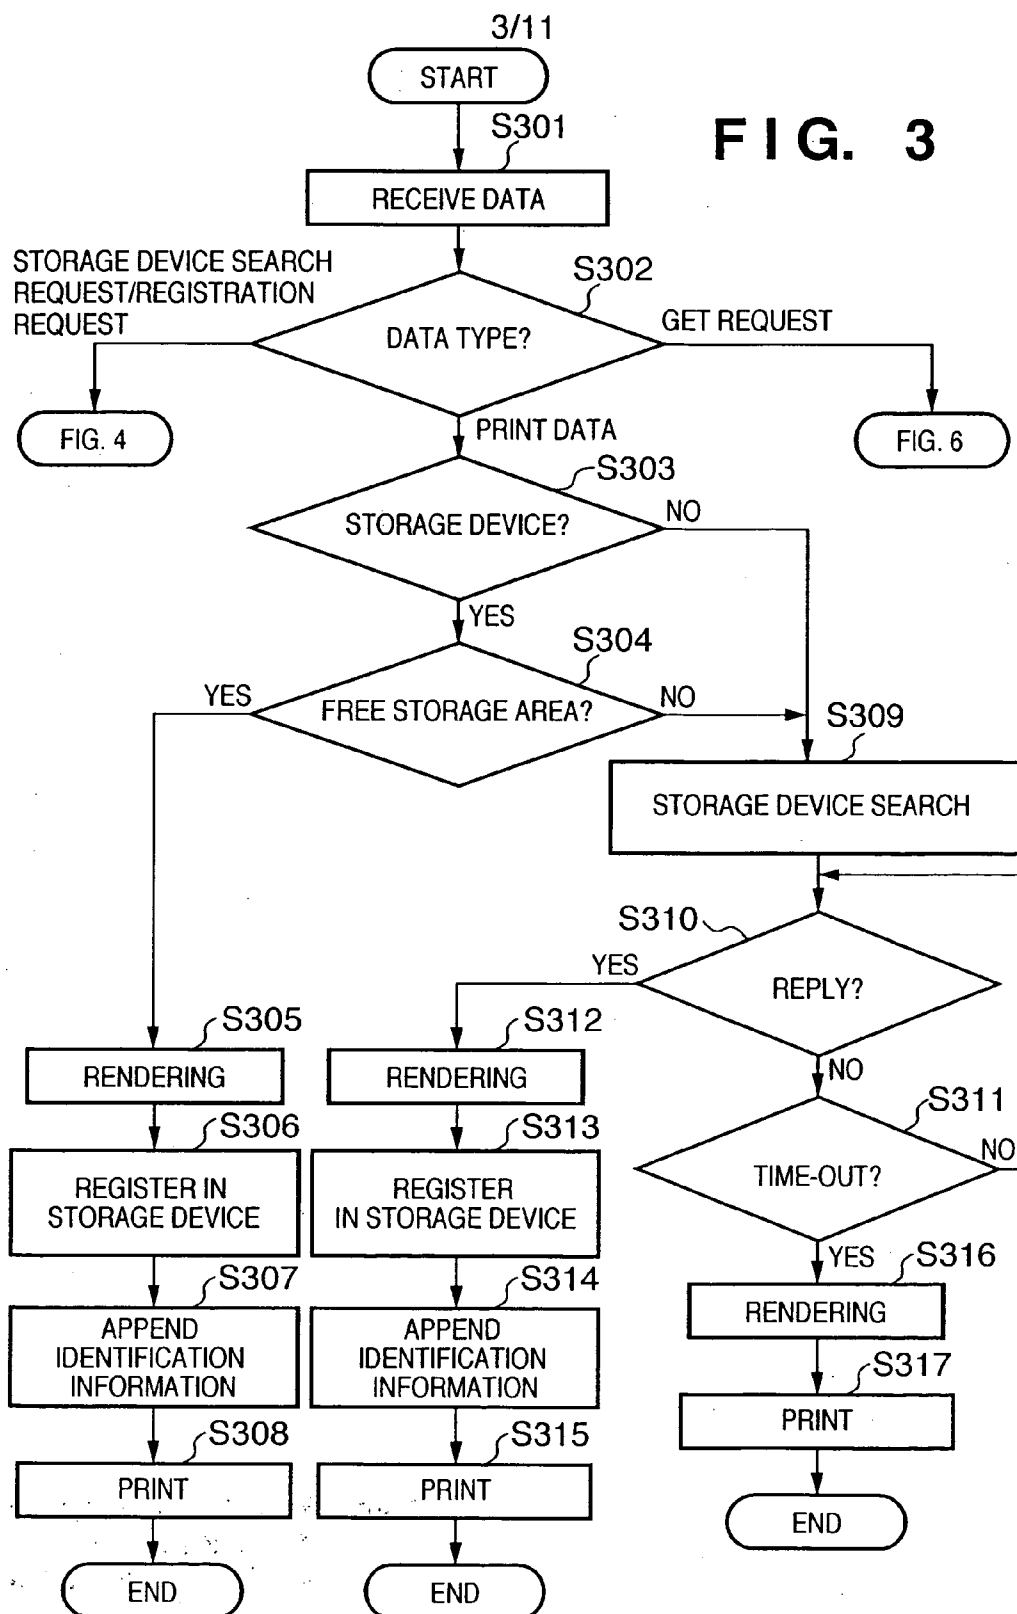 3/11
START
FIG. 3
S301
RECEIVE DATA
STORAGE DEVICE SEARCH
REQUEST/REGISTRATION
REQUEST
S302
DATA TYPE?
GET REQUEST
FIG. 4
PRINT DATA
FIG. 6
S303
STORAGE DEVICE?
NO
YES
S304
YES
FREE STORAGE AREA?
NO
S309
STORAGE DEVICE SEARCH
S310
YES
REPLY?
NO
S305
RENDERING
S312
RENDERING
S311
TIME-OUT?
NO
YES
S306
REGISTER IN
STORAGE DEVICE
S313
REGISTER
IN STORAGE DEVICE
S316
RENDERING
S307
APPEND
IDENTIFICATION
INFORMATION
S314
APPEND
IDENTIFICATION
INFORMATION
S317
PRINT
S308
PRINT
S315
PRINT
END
END
END